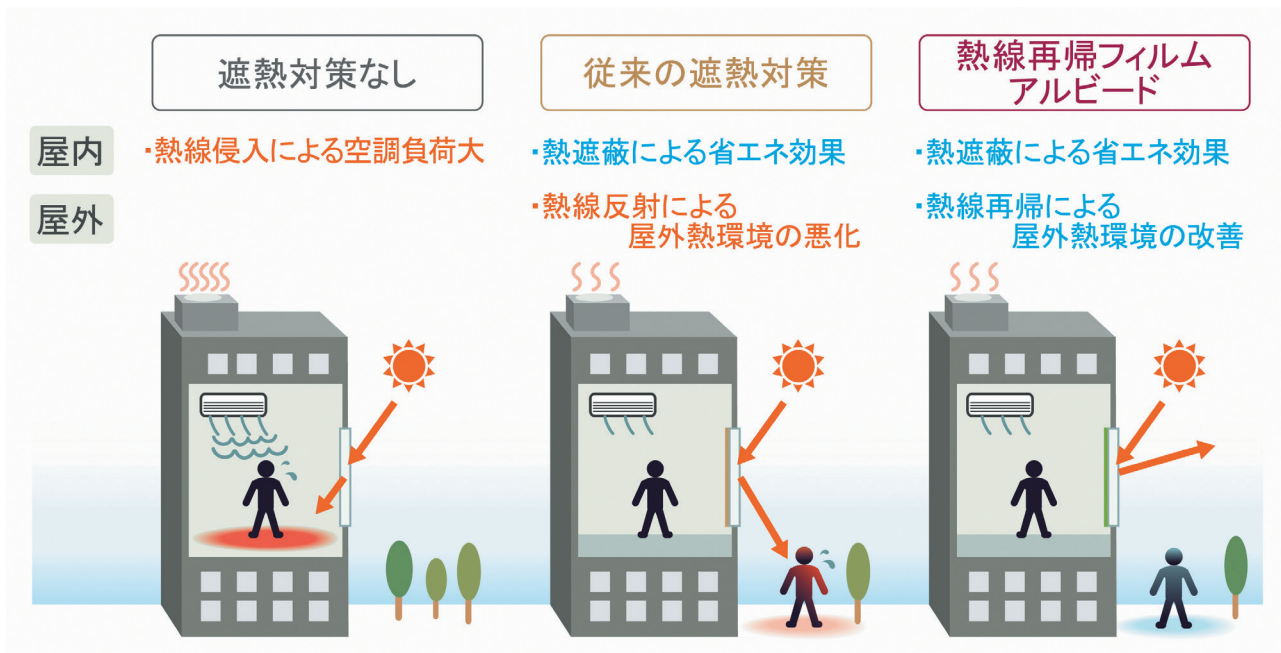 遮熱対策なし
従来の遮熱対策
熱線再帰フィルム
アルビード
屋内
・熱線侵入による空調負荷大
・熱遮蔽による省エネ効果
・熱遮蔽による省エネ効果
屋外
・熱線反射による
屋外熱環境の悪化
・熱線再帰による
屋外熱環境の改善